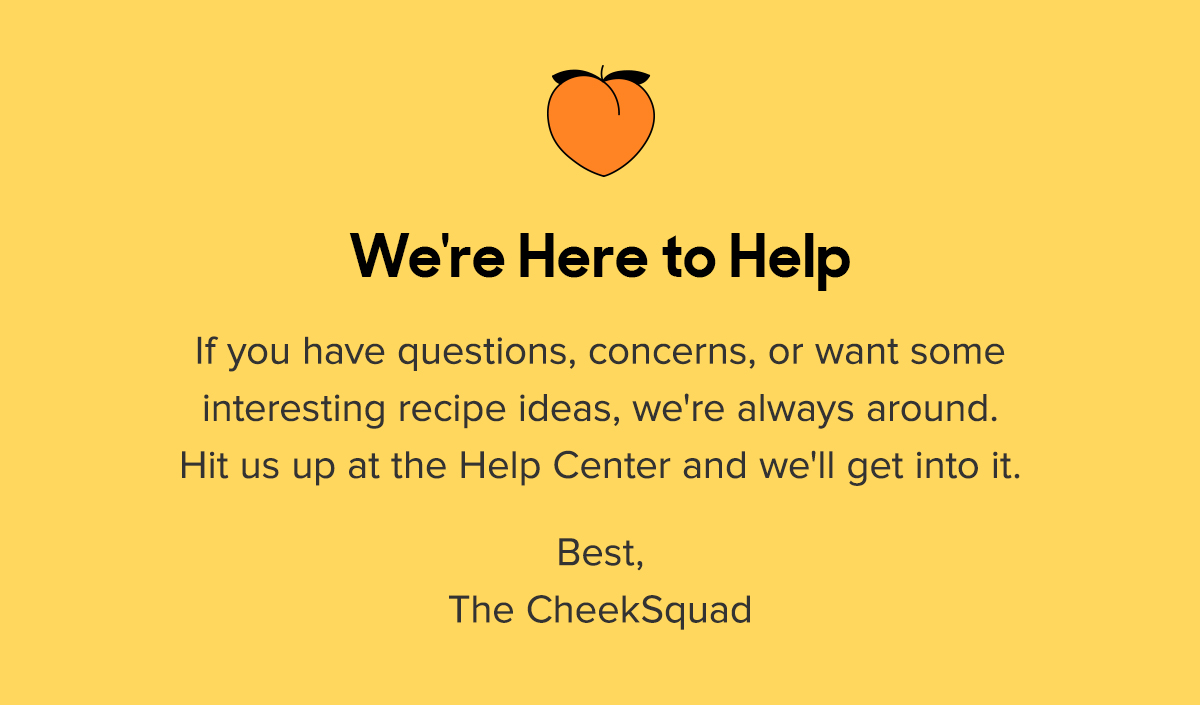 We're Here to Help
If you have questions, concerns, or want some
interesting recipe ideas, we're always around.
Hit us up at the Help Center and we'll get into it.
Best,
The CheekSquad